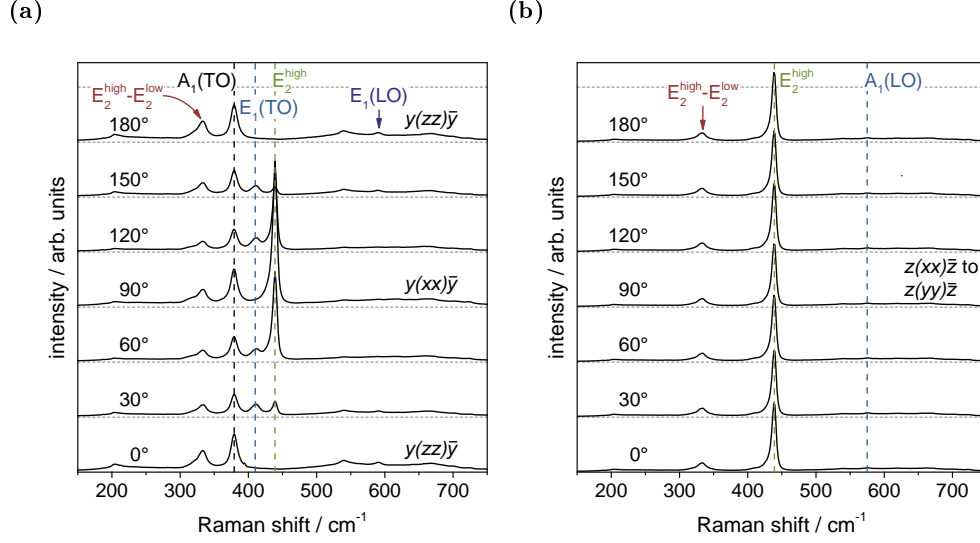 (a)
(b)
A₁(TO)
E₂ʰⁱᵍʰ
E₂ʰⁱᵍʰ-E₂ˡᵒʷ
E₁(TO)
E₁(LO)
180°
y(zz)ȳ
150°
120°
90°
y(xx)ȳ
60°
30°
0°
y(zz)ȳ
intensity / arb. units
200 300 400 500 600 700
Raman shift / cm⁻¹
E₂ʰⁱᵍʰ
E₂ʰⁱᵍʰ-E₂ˡᵒʷ
A₁(LO)
180°
150°
120°
z(xx)z̄ to
90°
z(yy)z̄
60°
30°
0°
intensity / arb. units
200 300 400 500 600 700
Raman shift / cm⁻¹